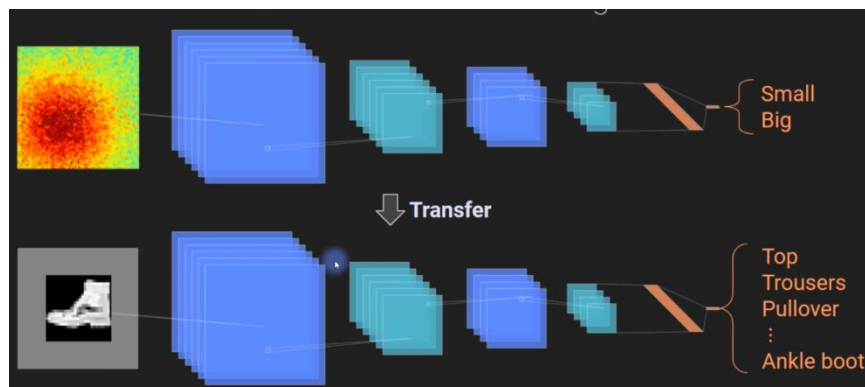 Small
Big
Transfer
Top
Trousers
Pullover
⋮
Ankle boot